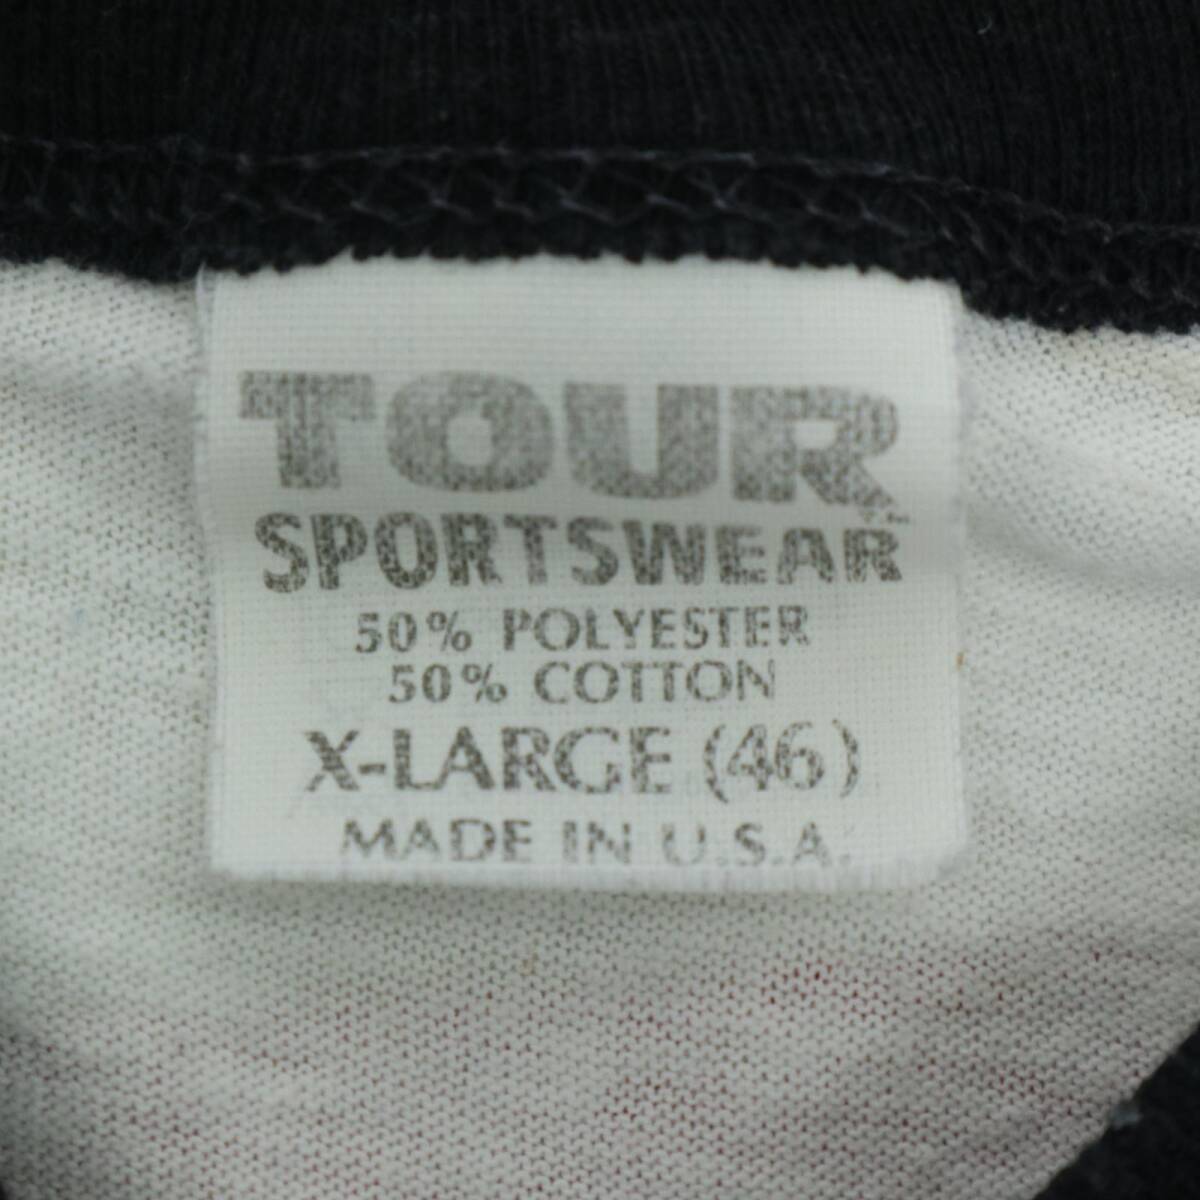 TOUR
SPORTSWEAR
50% POLYESTER
50% COTTON
X-LARGE (46)
MADE IN U.S.A.